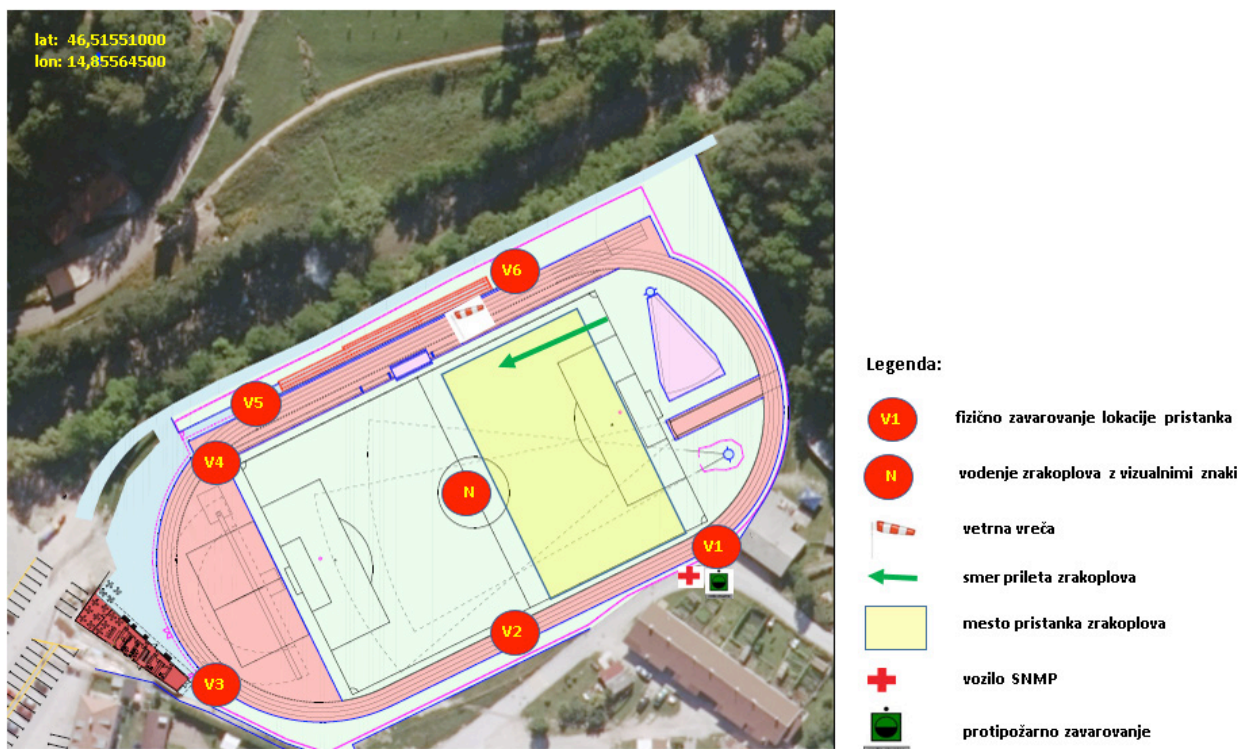 lat: 46,51551000
lon: 14,85564500
V6
V5
V4
N
V1
V2
V3
Legenda:
V1 fizično zavarovanje lokacije pristanka
N vodenje zrakoplova z vizualnimi znaki
vetrna vreča
smer prileta zrakoplova
mesto pristanka zrakoplova
vozilo SNMP
protipožarno zavarovanje